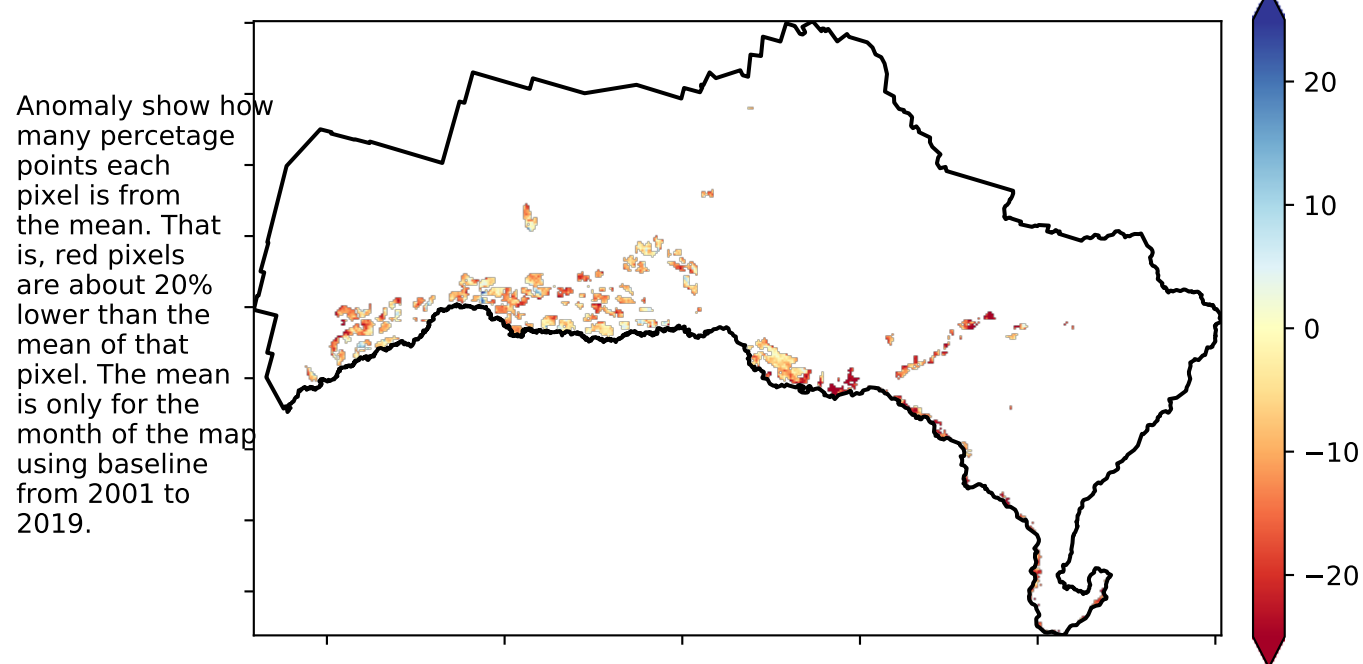 Anomaly show how
many percetage
points each
pixel is from
the mean. That
is, red pixels
are about 20%
lower than the
mean of that
pixel. The mean
is only for the
month of the map
using baseline
from 2001 to
2019.
20
10
0
−10
−20